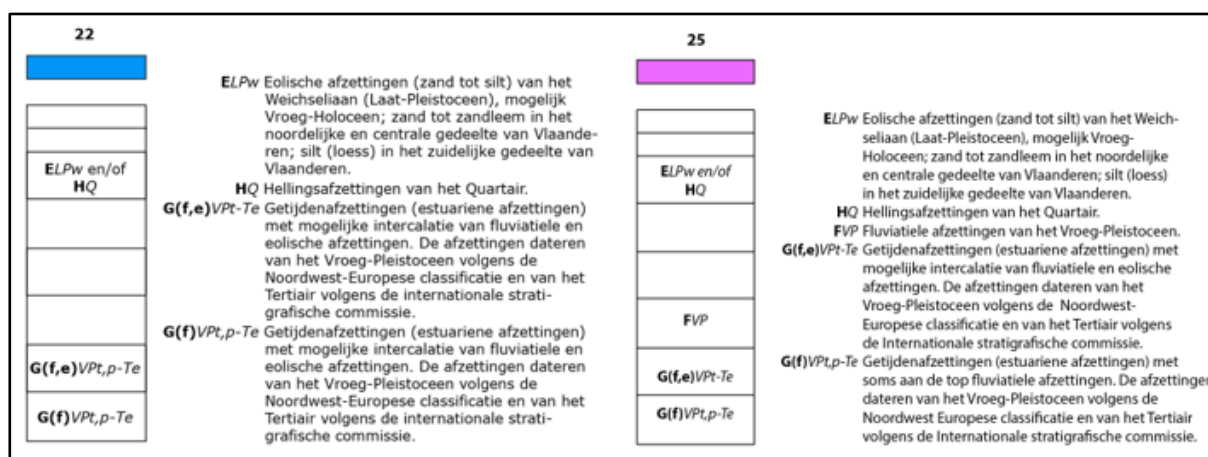 22
ELPw en/of
HQ
G(f,e)VPt,p-Te
G(f)VPt,p-Te
ELPw Eolische afzettingen (zand tot silt) van het
Weichseliaan (Laat-Pleistoceen), mogelijk
Vroeg-Holoceen; zand tot zandleem in het
noordelijke en centrale gedeelte van Vlaande-
ren; silt (loess) in het zuidelijke gedeelte van
Vlaanderen.
HQ Hellingsafzettingen van het Quartair.
G(f,e)VPt-Te Getijdenafzettingen (estuariene afzettingen)
met mogelijke intercalatie van fluviatiele en
eolische afzettingen. De afzettingen dateren
van het Vroeg-Pleistoceen volgens de
Noordwest-Europese classificatie en van het
Tertiair volgens de internationale strati-
grafische commissie.
G(f)VPt,p-Te Getijdenafzettingen (estuariene afzettingen)
met mogelijke intercalatie van fluviatiele en
eolische afzettingen. De afzettingen dateren
van het Vroeg-Pleistoceen volgens de
Noordwest-Europese classificatie en van het
Tertiair volgens de internationale strati-
grafische commissie.
25
ELPw en/of
HQ
FVP
G(f,e)VPt-Te
G(f)VPt,p-Te
ELPw Eolische afzettingen (zand tot silt) van het Weich-
seliaan (Laat-Pleistoceen), mogelijk Vroeg-
Holoceen; zand tot zandleem in het noordelijke
en centrale gedeelte van Vlaanderen; silt (loess)
in het zuidelijke gedeelte van Vlaanderen.
HQ Hellingsafzettingen van het Quartair.
FVP Fluviatiele afzettingen van het Vroeg-Pleistoceen.
G(f,e)VPt-Te Getijdenafzettingen (estuariene afzettingen) met
mogelijke intercalatie van fluviatiele en eolische
afzettingen. De afzettingen dateren van het
Vroeg-Pleistoceen volgens de Noordwest-
Europese classificatie en van het Tertiair volgens
de Internationale stratigrafische commissie.
G(f)VPt,p-Te Getijdenafzettingen (estuariene afzettingen) met
soms aan de top fluviatiele afzettingen. De afzettingen
dateren van het Vroeg-Pleistoceen volgens de
Noordwest Europese classificatie en van het Tertiair
volgens de Internationale stratigrafische commissie.